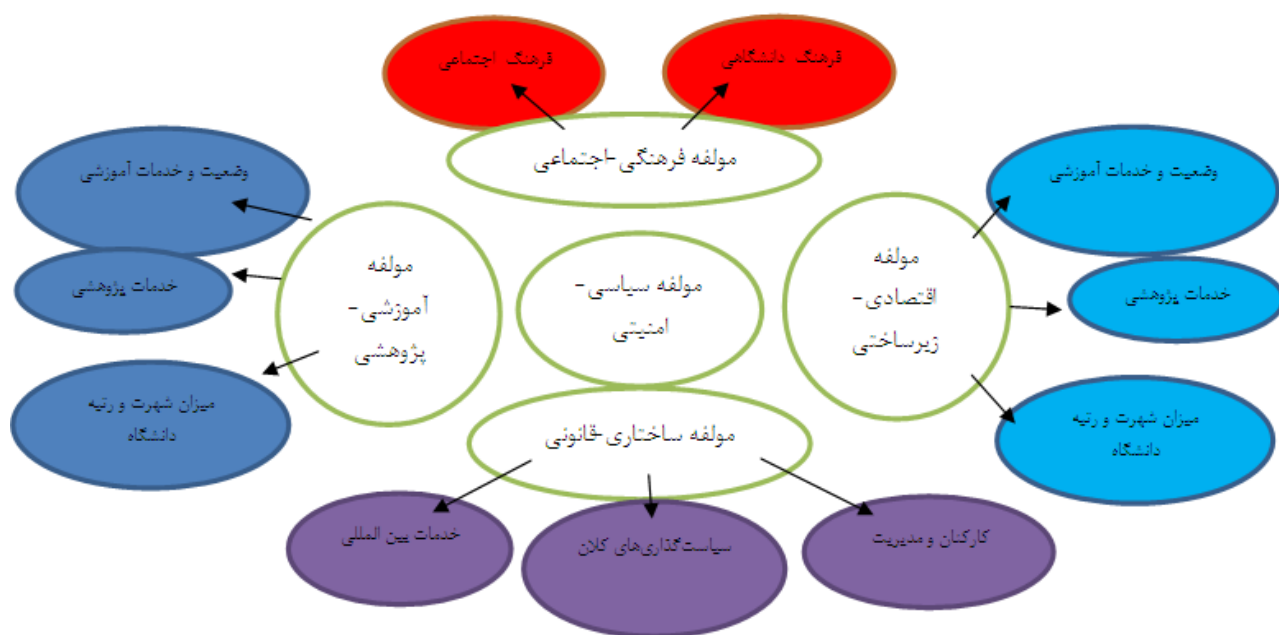 فرهنگ دانشگاهی
فرهنگ اجتماعی
مولفه فرهنگی-اجتماعی
وضعیت و خدمات آموزشی
خدمات پژوهشی
میزان شهرت و رتبه
دانشگاه
مولفه
اقتصادی-
زیرساختی
مولفه سیاسی-
امنیتی
مولفه
آموزشی-
پژوهشی
وضعیت و خدمات آموزشی
خدمات پژوهشی
میزان شهرت و رتبه
دانشگاه
مولفه ساختاری-قانونی
کارکنان و مدیریت
سیاست‌گذاری‌های کلان
خدمات بین المللی